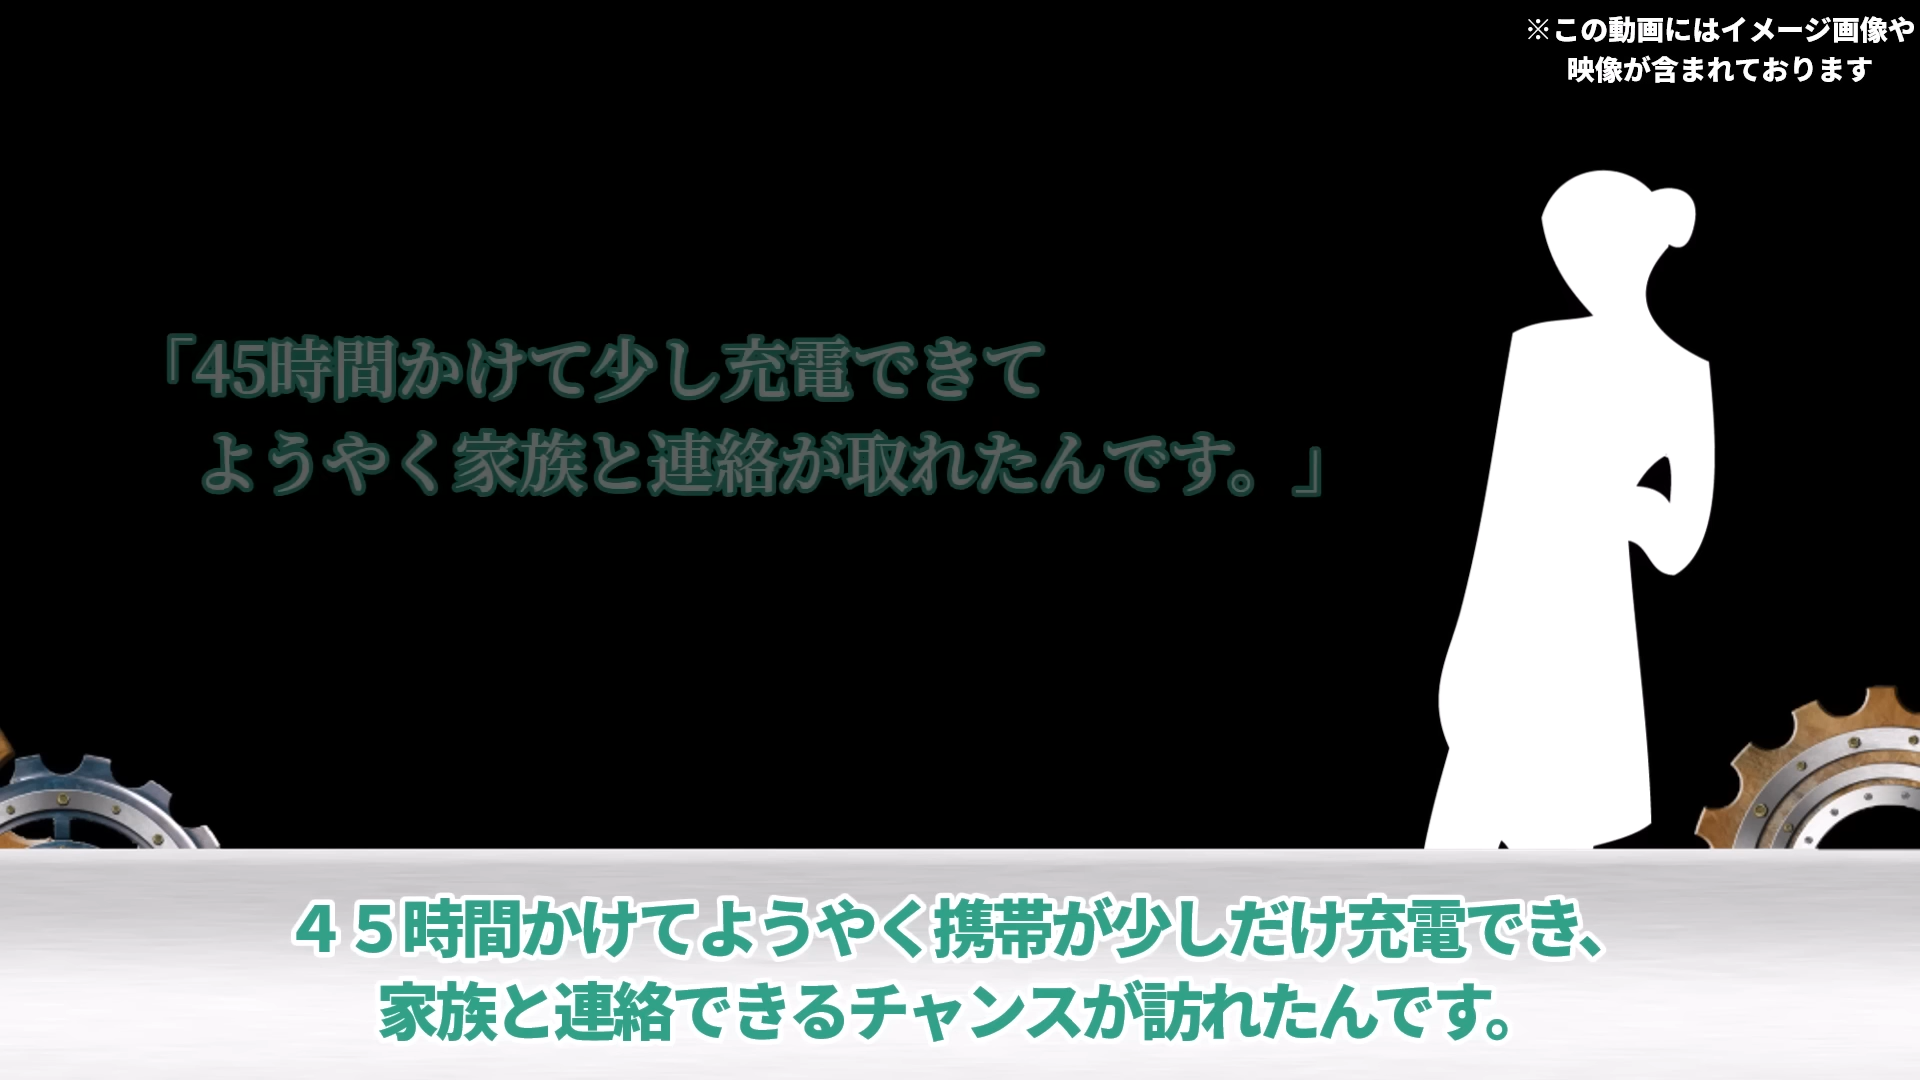 ※この動画にはイメージ画像や
映像が含まれております
「45時間かけて少し充電できて
ようやく家族と連絡が取れたんです。」
４５時間かけてようやく携帯が少しだけ充電でき、
家族と連絡できるチャンスが訪れたんです。